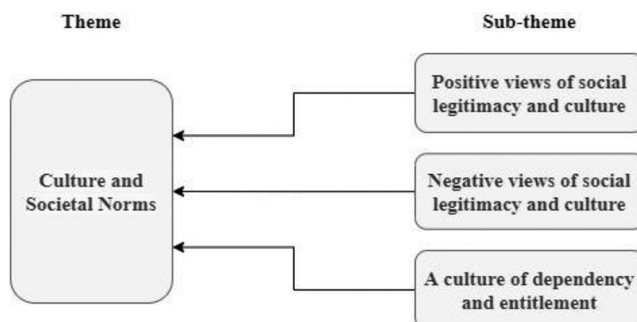 Theme
Sub-theme
Culture and
Societal Norms
Positive views of social
legitimacy and culture
Negative views of social
legitimacy and culture
A culture of dependency
and entitlement